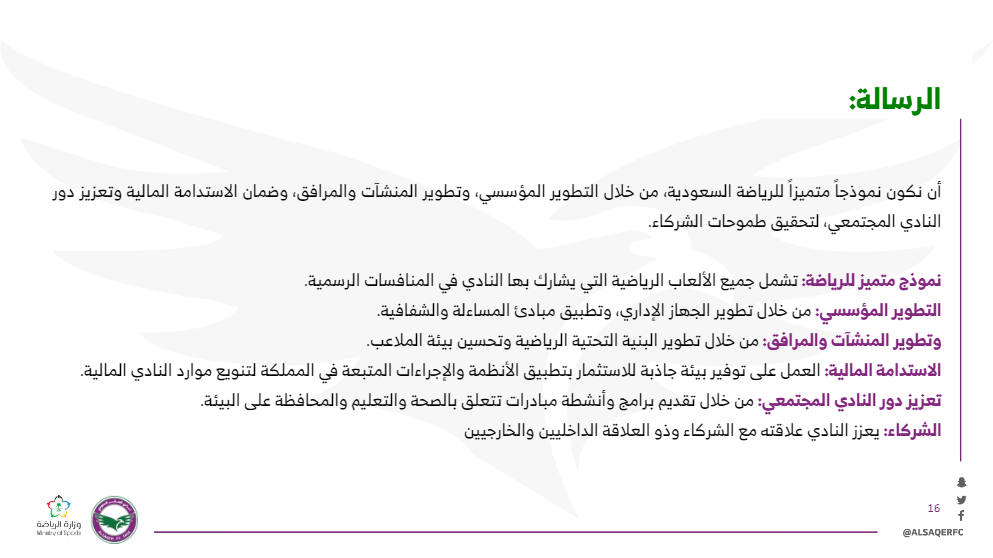 الرسالة:
أن نكون نموذجاً متميزاً للرياضة السعودية، من خلال التطوير المؤسسي، وتطوير المنشآت والمرافق، وضمان الاستدامة المالية وتعزيز دور
النادي المجتمعي، لتحقيق طموحات الشركاء.
نموذج متميز للرياضة: تشمل جميع الألعاب الرياضية التي يشارك بها النادي في المنافسات الرسمية.
التطوير المؤسسي: من خلال تطوير الجهاز الإداري، وتطبيق مبادئ المساءلة والشفافية.
وتطوير المنشآت والمرافق: من خلال تطوير البنية التحتية الرياضية وتحسين بيئة الملاعب.
الاستدامة المالية: العمل على توفير بيئة جاذبة للاستثمار بتطبيق الأنظمة والإجراءات المتبعة في المملكة لتنويع موارد النادي المالية.
تعزيز دور النادي المجتمعي: من خلال تقديم برامج وأنشطة مبادرات تتعلق بالصحة والتعليم والمحافظة على البيئة.
الشركاء: يعزز النادي علاقته مع الشركاء وذو العلاقة الداخليين والخارجيين
16
@ALSAQERFC
وزارة الرياضة
Ministry of Sports